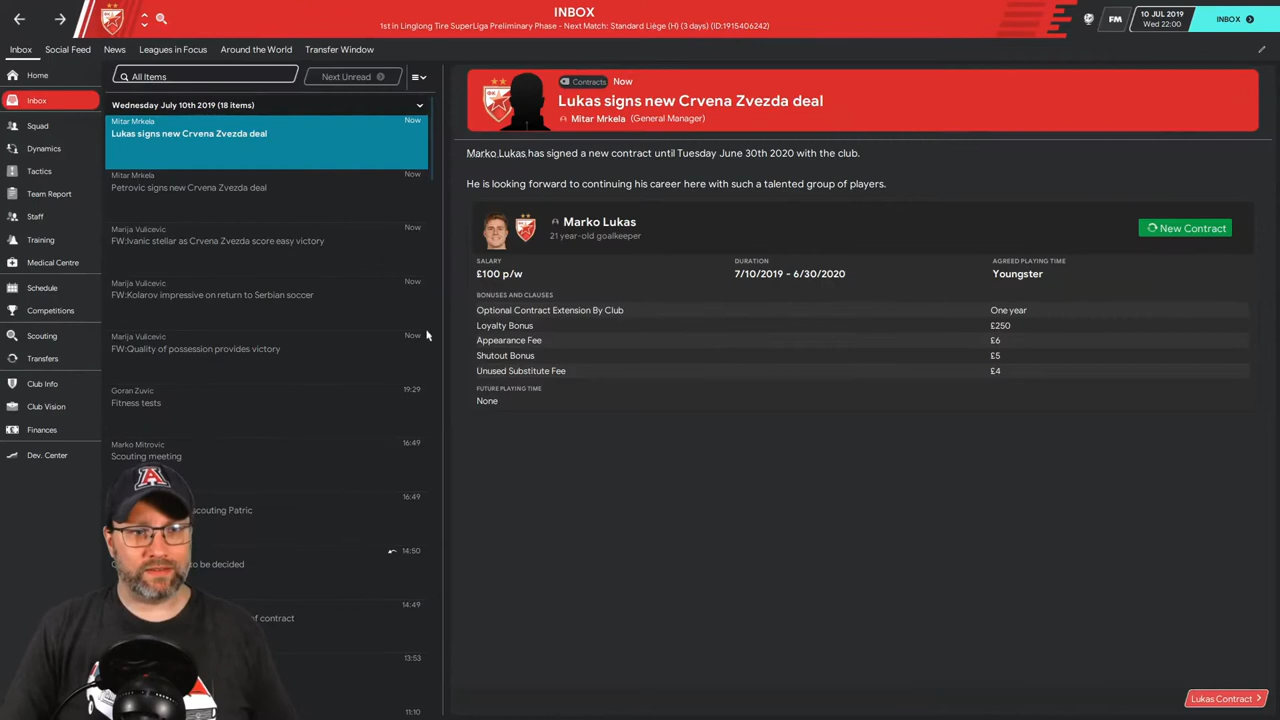 INBOX
1st in Linglong Tire SuperLiga Preliminary Phase - Next Match: Standard Liège (H) (3 days) (ID:1915406242)
FM
10 JUL 2019
Wed 22:00
INBOX
Inbox
Social Feed
News
Leagues in Focus
Around the World
Transfer Window
Home
Inbox
Squad
Dynamics
Tactics
Team Report
Staff
Training
Medical Centre
Schedule
Competitions
Scouting
Transfers
Club Info
Club Vision
Finances
Dev. Center
All Items
Next Unread
Wednesday July 10th 2019 (18 items)
Mitar Mrkela Now
Lukas signs new Crvena Zvezda deal
Mitar Mrkela Now
Petrovic signs new Crvena Zvezda deal
Marija Vulicevic Now
FW:Ivanic stellar as Crvena Zvezda score easy victory
Marija Vulicevic Now
FW:Kolarov impressive on return to Serbian soccer
Marija Vulicevic Now
FW:Quality of possession provides victory
Goran Zuvic 19:29
Fitness tests
Marko Mitrovic 16:49
Scouting meeting
16:49
scouting Patric
14:50
to be decided
14:49
of contract
13:53
11:10
Contracts Now
Lukas signs new Crvena Zvezda deal
Mitar Mrkela (General Manager)
Marko Lukas has signed a new contract until Tuesday June 30th 2020 with the club.
He is looking forward to continuing his career here with such a talented group of players.
Marko Lukas
21 year-old goalkeeper
New Contract
SALARY DURATION AGREED PLAYING TIME
£100 p/w 7/10/2019 - 6/30/2020 Youngster
BONUSES AND CLAUSES
Optional Contract Extension By Club One year
Loyalty Bonus £250
Appearance Fee £6
Shutout Bonus £5
Unused Substitute Fee £4
FUTURE PLAYING TIME
None
Lukas Contract